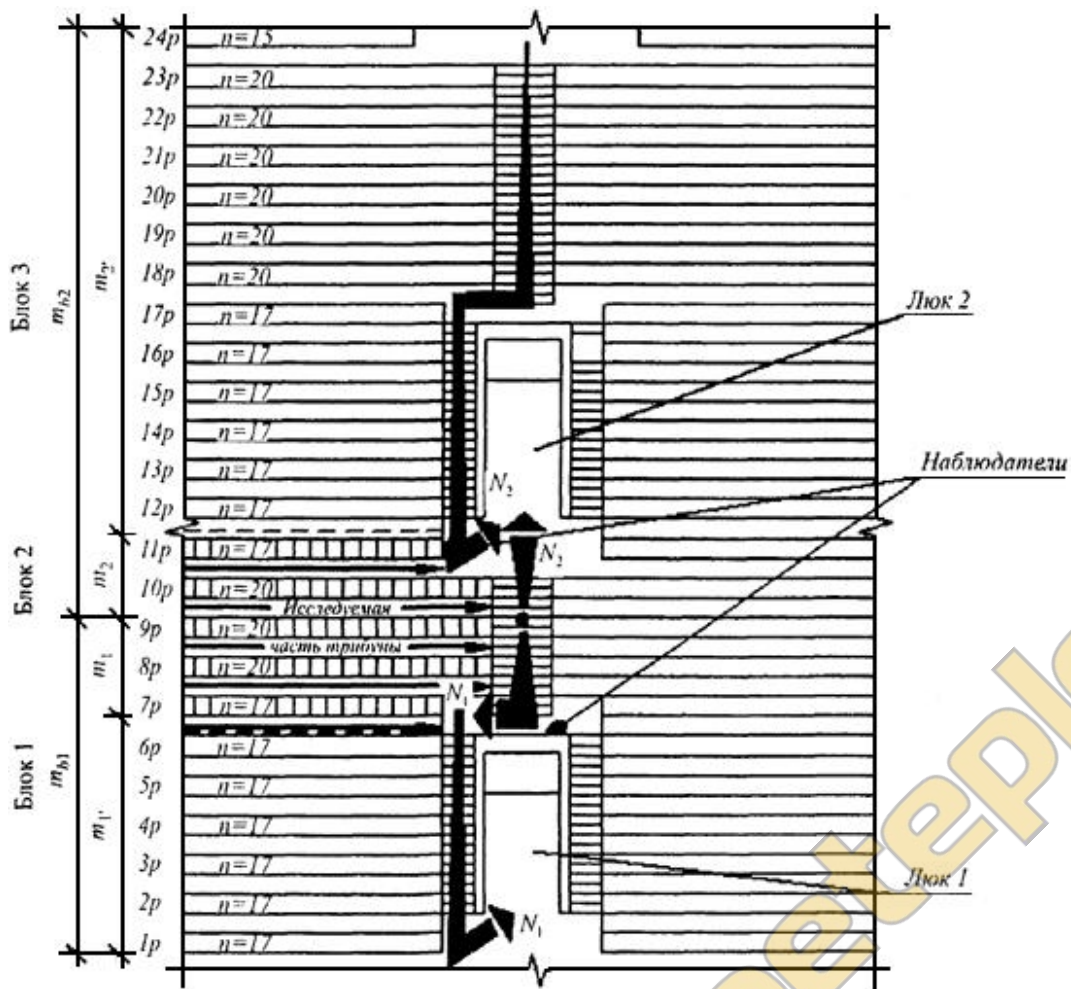 24р n=15
23р n=20
22р n=20
21р n=20
20р n=20
19р n=20
18р n=20
17р n=17
16р n=17
15р n=17
14р n=17
13р n=17
12р n=17
11р n=17
10р n=20
9р n=20
8р n=20
7р n=17
6р n=17
5р n=17
4р n=17
3р n=17
2р n=17
1р n=17
Блок 3
Блок 2
Блок 1
m_h2
m_2'
m_2
m_1
m_h1
m_1'
Люк 2
Наблюдатели
N_2
N_2
Исследуемая
часть трибуны
N_1
Люк 1
N_1